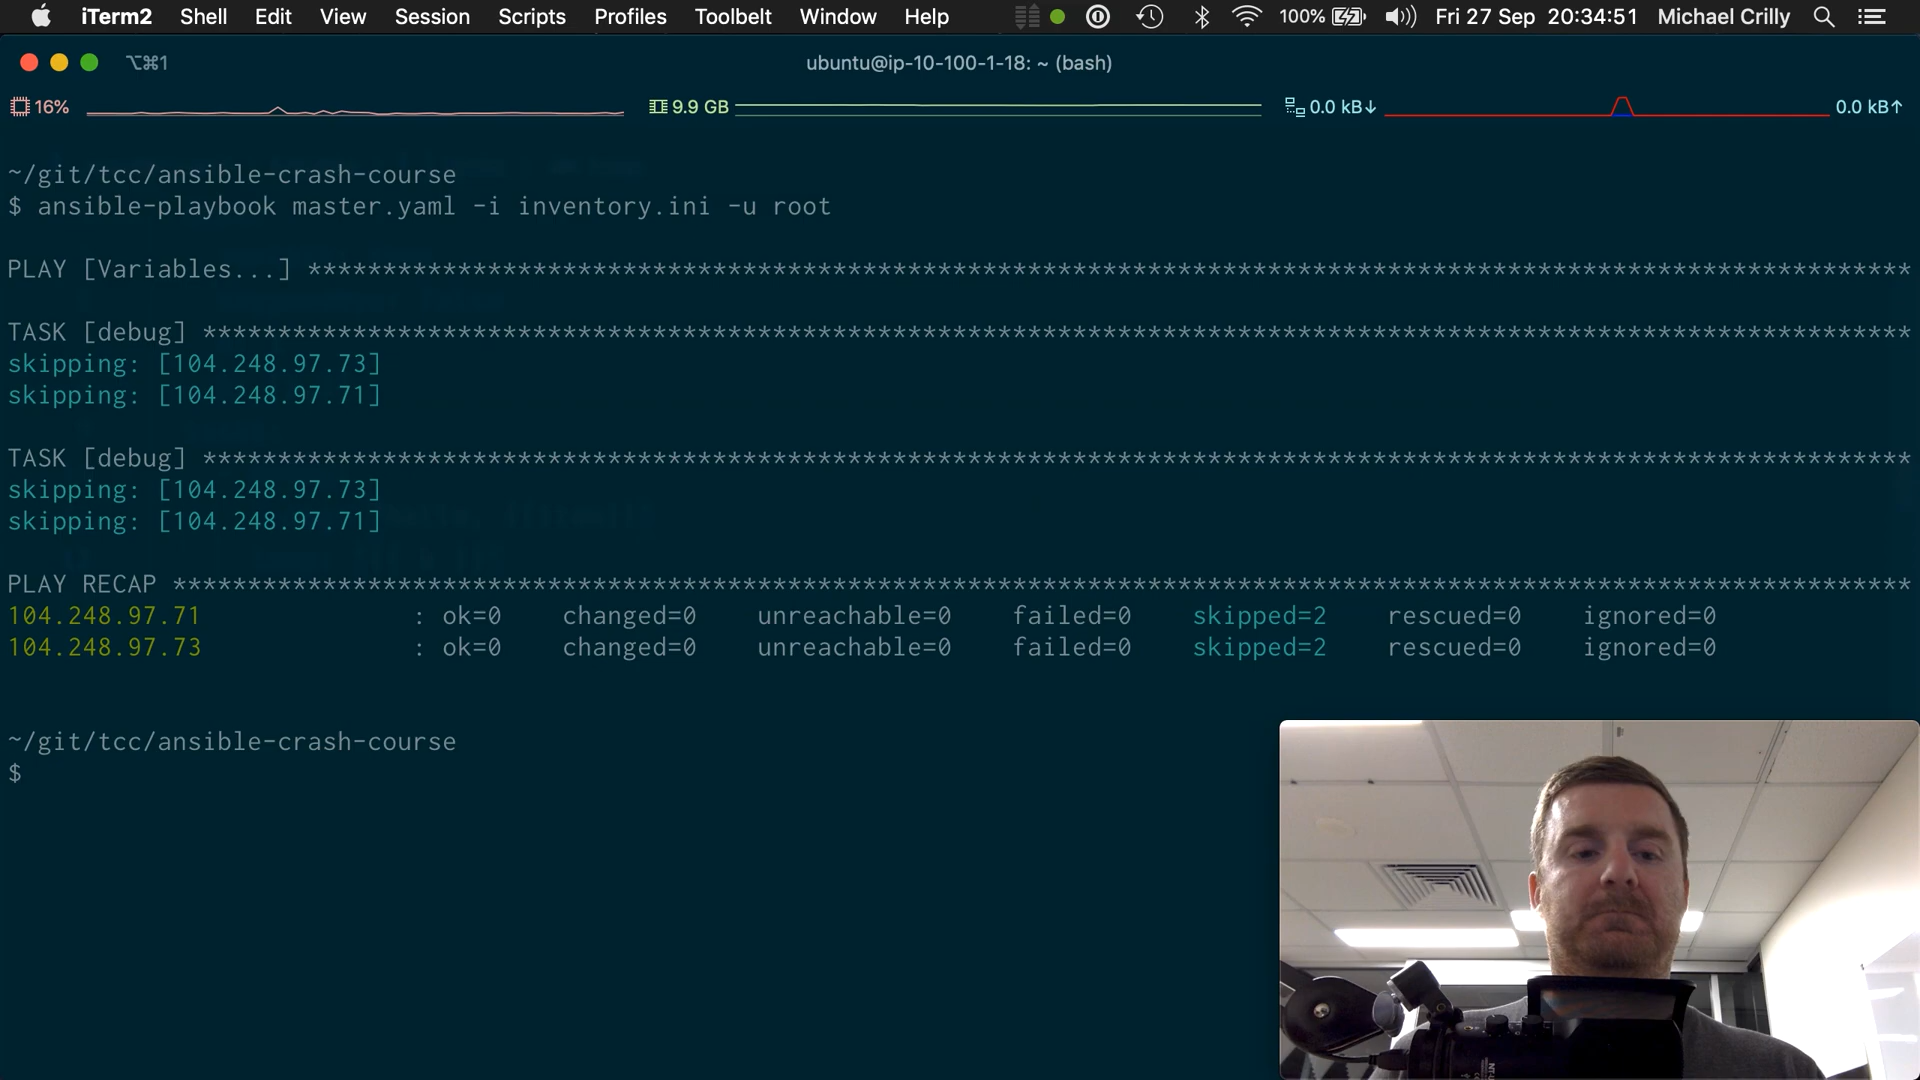 iTerm2 Shell Edit View Session Scripts Profiles Toolbelt Window Help 100% Fri 27 Sep 20:34:51 Michael Crilly
⌥⌘1 ubuntu@ip-10-100-1-18: ~ (bash)
16% 9.9 GB 0.0 kB↓ 0.0 kB↑
~/git/tcc/ansible-crash-course
$ ansible-playbook master.yaml -i inventory.ini -u root
PLAY [Variables...] ***********************************************************************************************************
TASK [debug] ******************************************************************************************************************
skipping: [104.248.97.73]
skipping: [104.248.97.71]
TASK [debug] ******************************************************************************************************************
skipping: [104.248.97.73]
skipping: [104.248.97.71]
PLAY RECAP ********************************************************************************************************************
104.248.97.71 : ok=0 changed=0 unreachable=0 failed=0 skipped=2 rescued=0 ignored=0
104.248.97.73 : ok=0 changed=0 unreachable=0 failed=0 skipped=2 rescued=0 ignored=0
~/git/tcc/ansible-crash-course
$